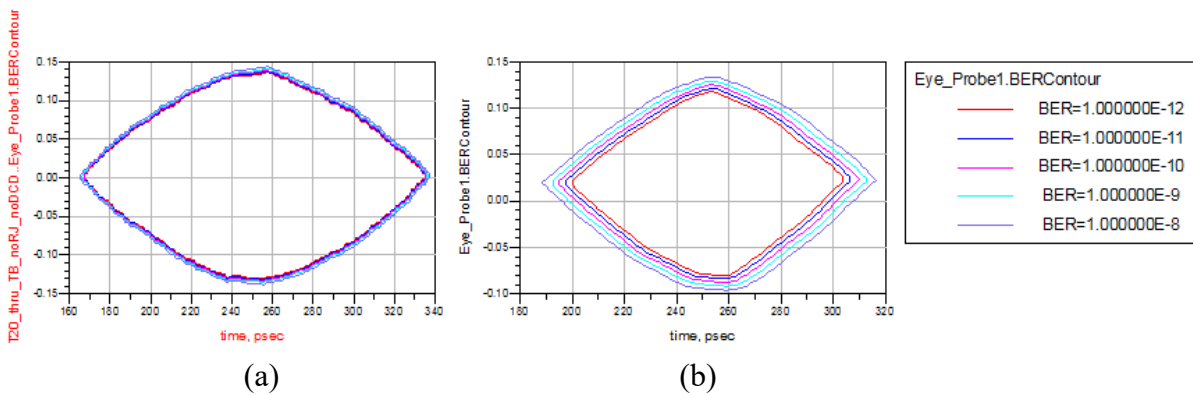 T20_thru_TB_noRJ_noDCD..Eye_Probe1.BERContour
0.15
0.10
0.05
0.00
-0.05
-0.10
-0.15
160 180 200 220 240 260 280 300 320 340
time, psec
(a)
Eye_Probe1.BERContour
0.15
0.10
0.05
0.00
-0.05
-0.10
180 200 220 240 260 280 300 320
time, psec
(b)
Eye_Probe1.BERContour
BER=1.000000E-12
BER=1.000000E-11
BER=1.000000E-10
BER=1.000000E-9
BER=1.000000E-8